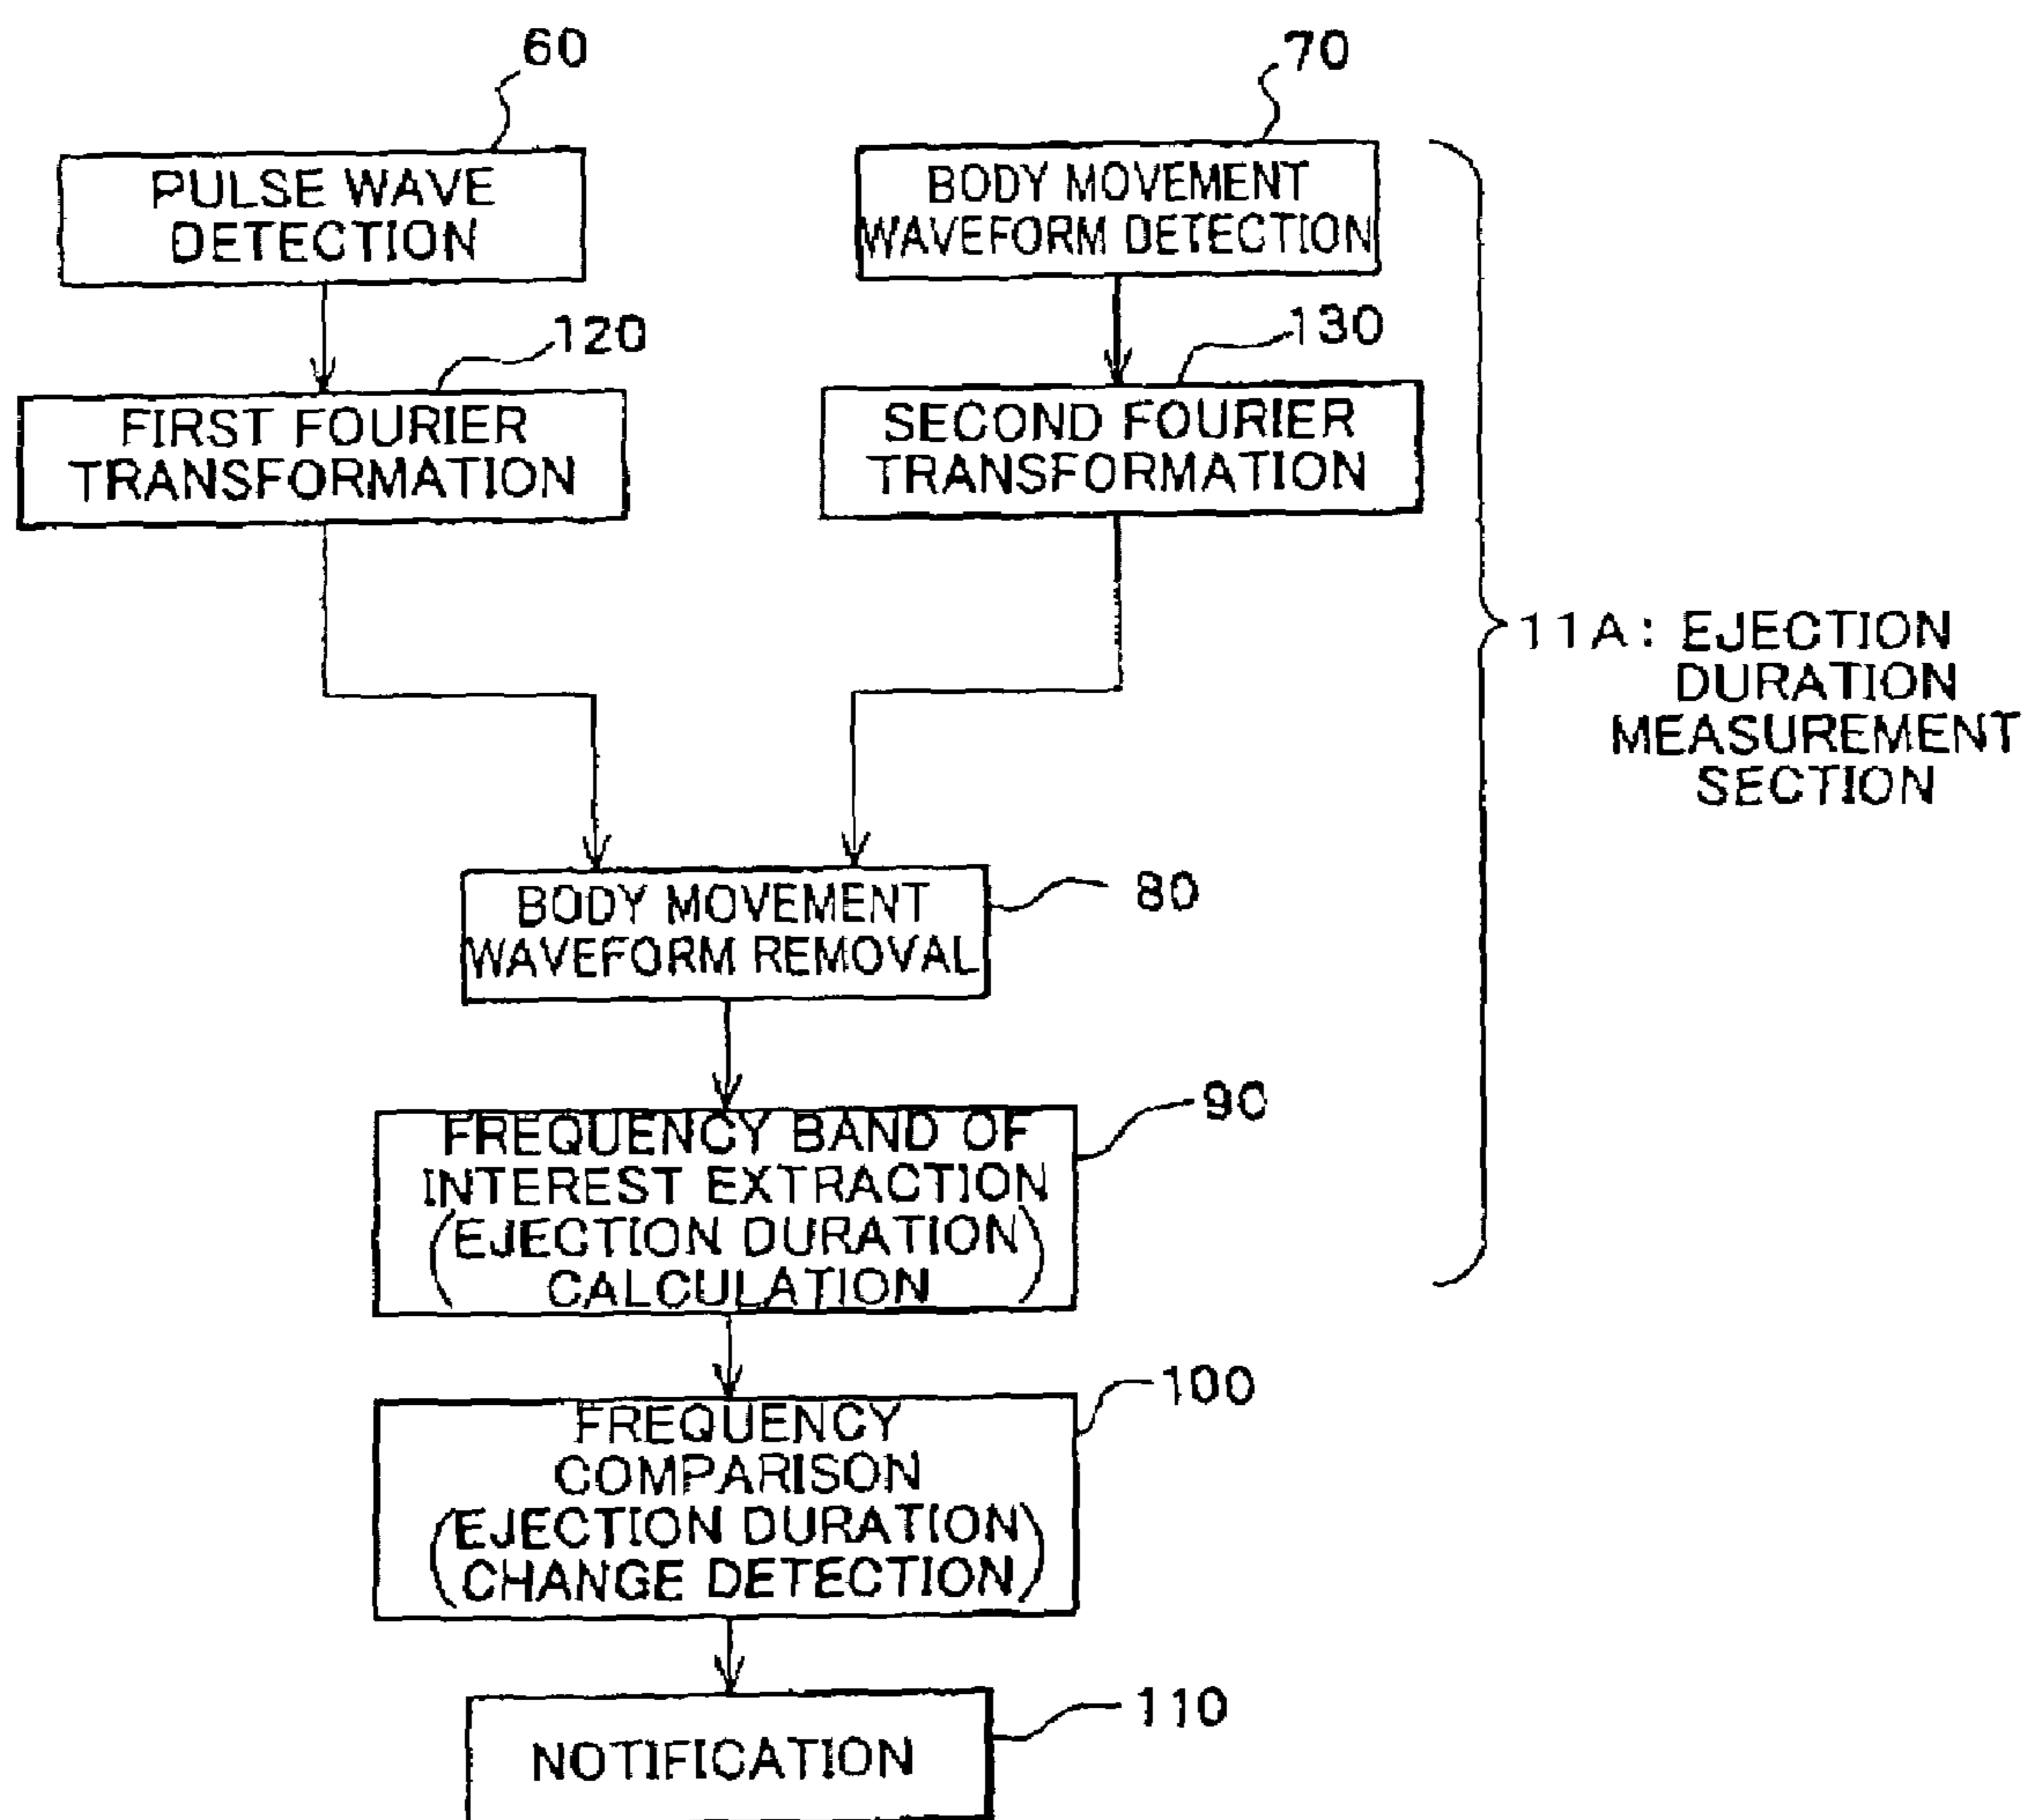 60
70
PULSE WAVE
DETECTION
BODY MOVEMENT
WAVEFORM DETECTION
120
130
FIRST FOURIER
TRANSFORMATION
SECOND FOURIER
TRANSFORMATION
11A: EJECTION
DURATION
MEASUREMENT
SECTION
BODY MOVEMENT
WAVEFORM REMOVAL
80
FREQUENCY BAND OF
INTEREST EXTRACTION
(EJECTION DURATION
CALCULATION)
90
FREQUENCY
COMPARISON
(EJECTION DURATION
CHANGE DETECTION)
100
NOTIFICATION
110